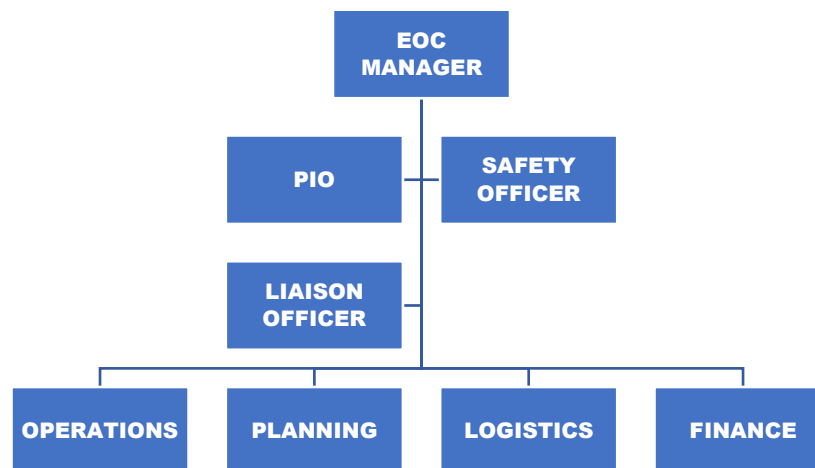 EOC
MANAGER
PIO
SAFETY
OFFICER
LIAISON
OFFICER
OPERATIONS
PLANNING
LOGISTICS
FINANCE